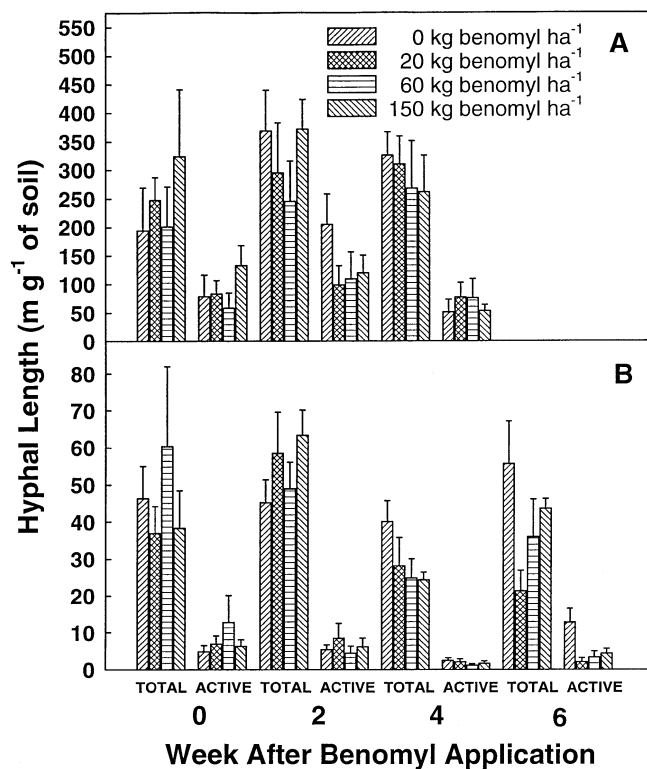 A
0 kg benomyl ha⁻¹
20 kg benomyl ha⁻¹
60 kg benomyl ha⁻¹
150 kg benomyl ha⁻¹
550
500
450
400
350
300
250
200
150
100
50
0
B
80
70
60
50
40
30
20
10
0
Hyphal Length (m g⁻¹ of soil)
TOTAL ACTIVE TOTAL ACTIVE TOTAL ACTIVE TOTAL ACTIVE
0 2 4 6
Week After Benomyl Application